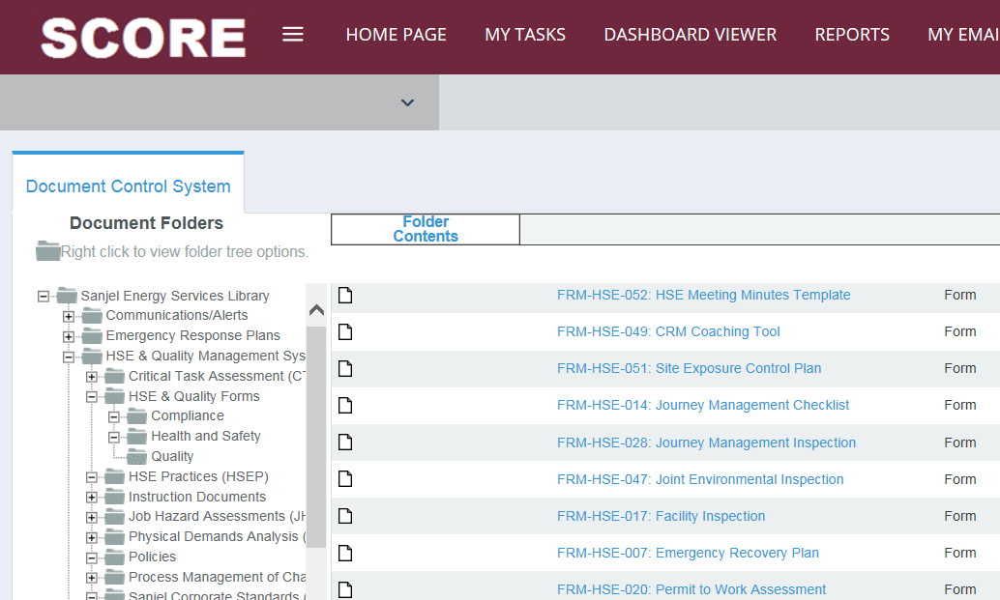 SCORE
HOME PAGE MY TASKS DASHBOARD VIEWER REPORTS MY EMAI
Document Control System
Document Folders
Right click to view folder tree options.
Sanjel Energy Services Library
Communications/Alerts
Emergency Response Plans
HSE & Quality Management Sys
Critical Task Assessment (CT
HSE & Quality Forms
Compliance
Health and Safety
Quality
HSE Practices (HSEP)
Instruction Documents
Job Hazard Assessments (JH
Physical Demands Analysis (
Policies
Process Management of Cha
Sanjel Corporate Standards (
Folder
Contents
FRM-HSE-052: HSE Meeting Minutes Template Form
FRM-HSE-049: CRM Coaching Tool Form
FRM-HSE-051: Site Exposure Control Plan Form
FRM-HSE-014: Journey Management Checklist Form
FRM-HSE-028: Journey Management Inspection Form
FRM-HSE-047: Joint Environmental Inspection Form
FRM-HSE-017: Facility Inspection Form
FRM-HSE-007: Emergency Recovery Plan Form
FRM-HSE-020: Permit to Work Assessment Form